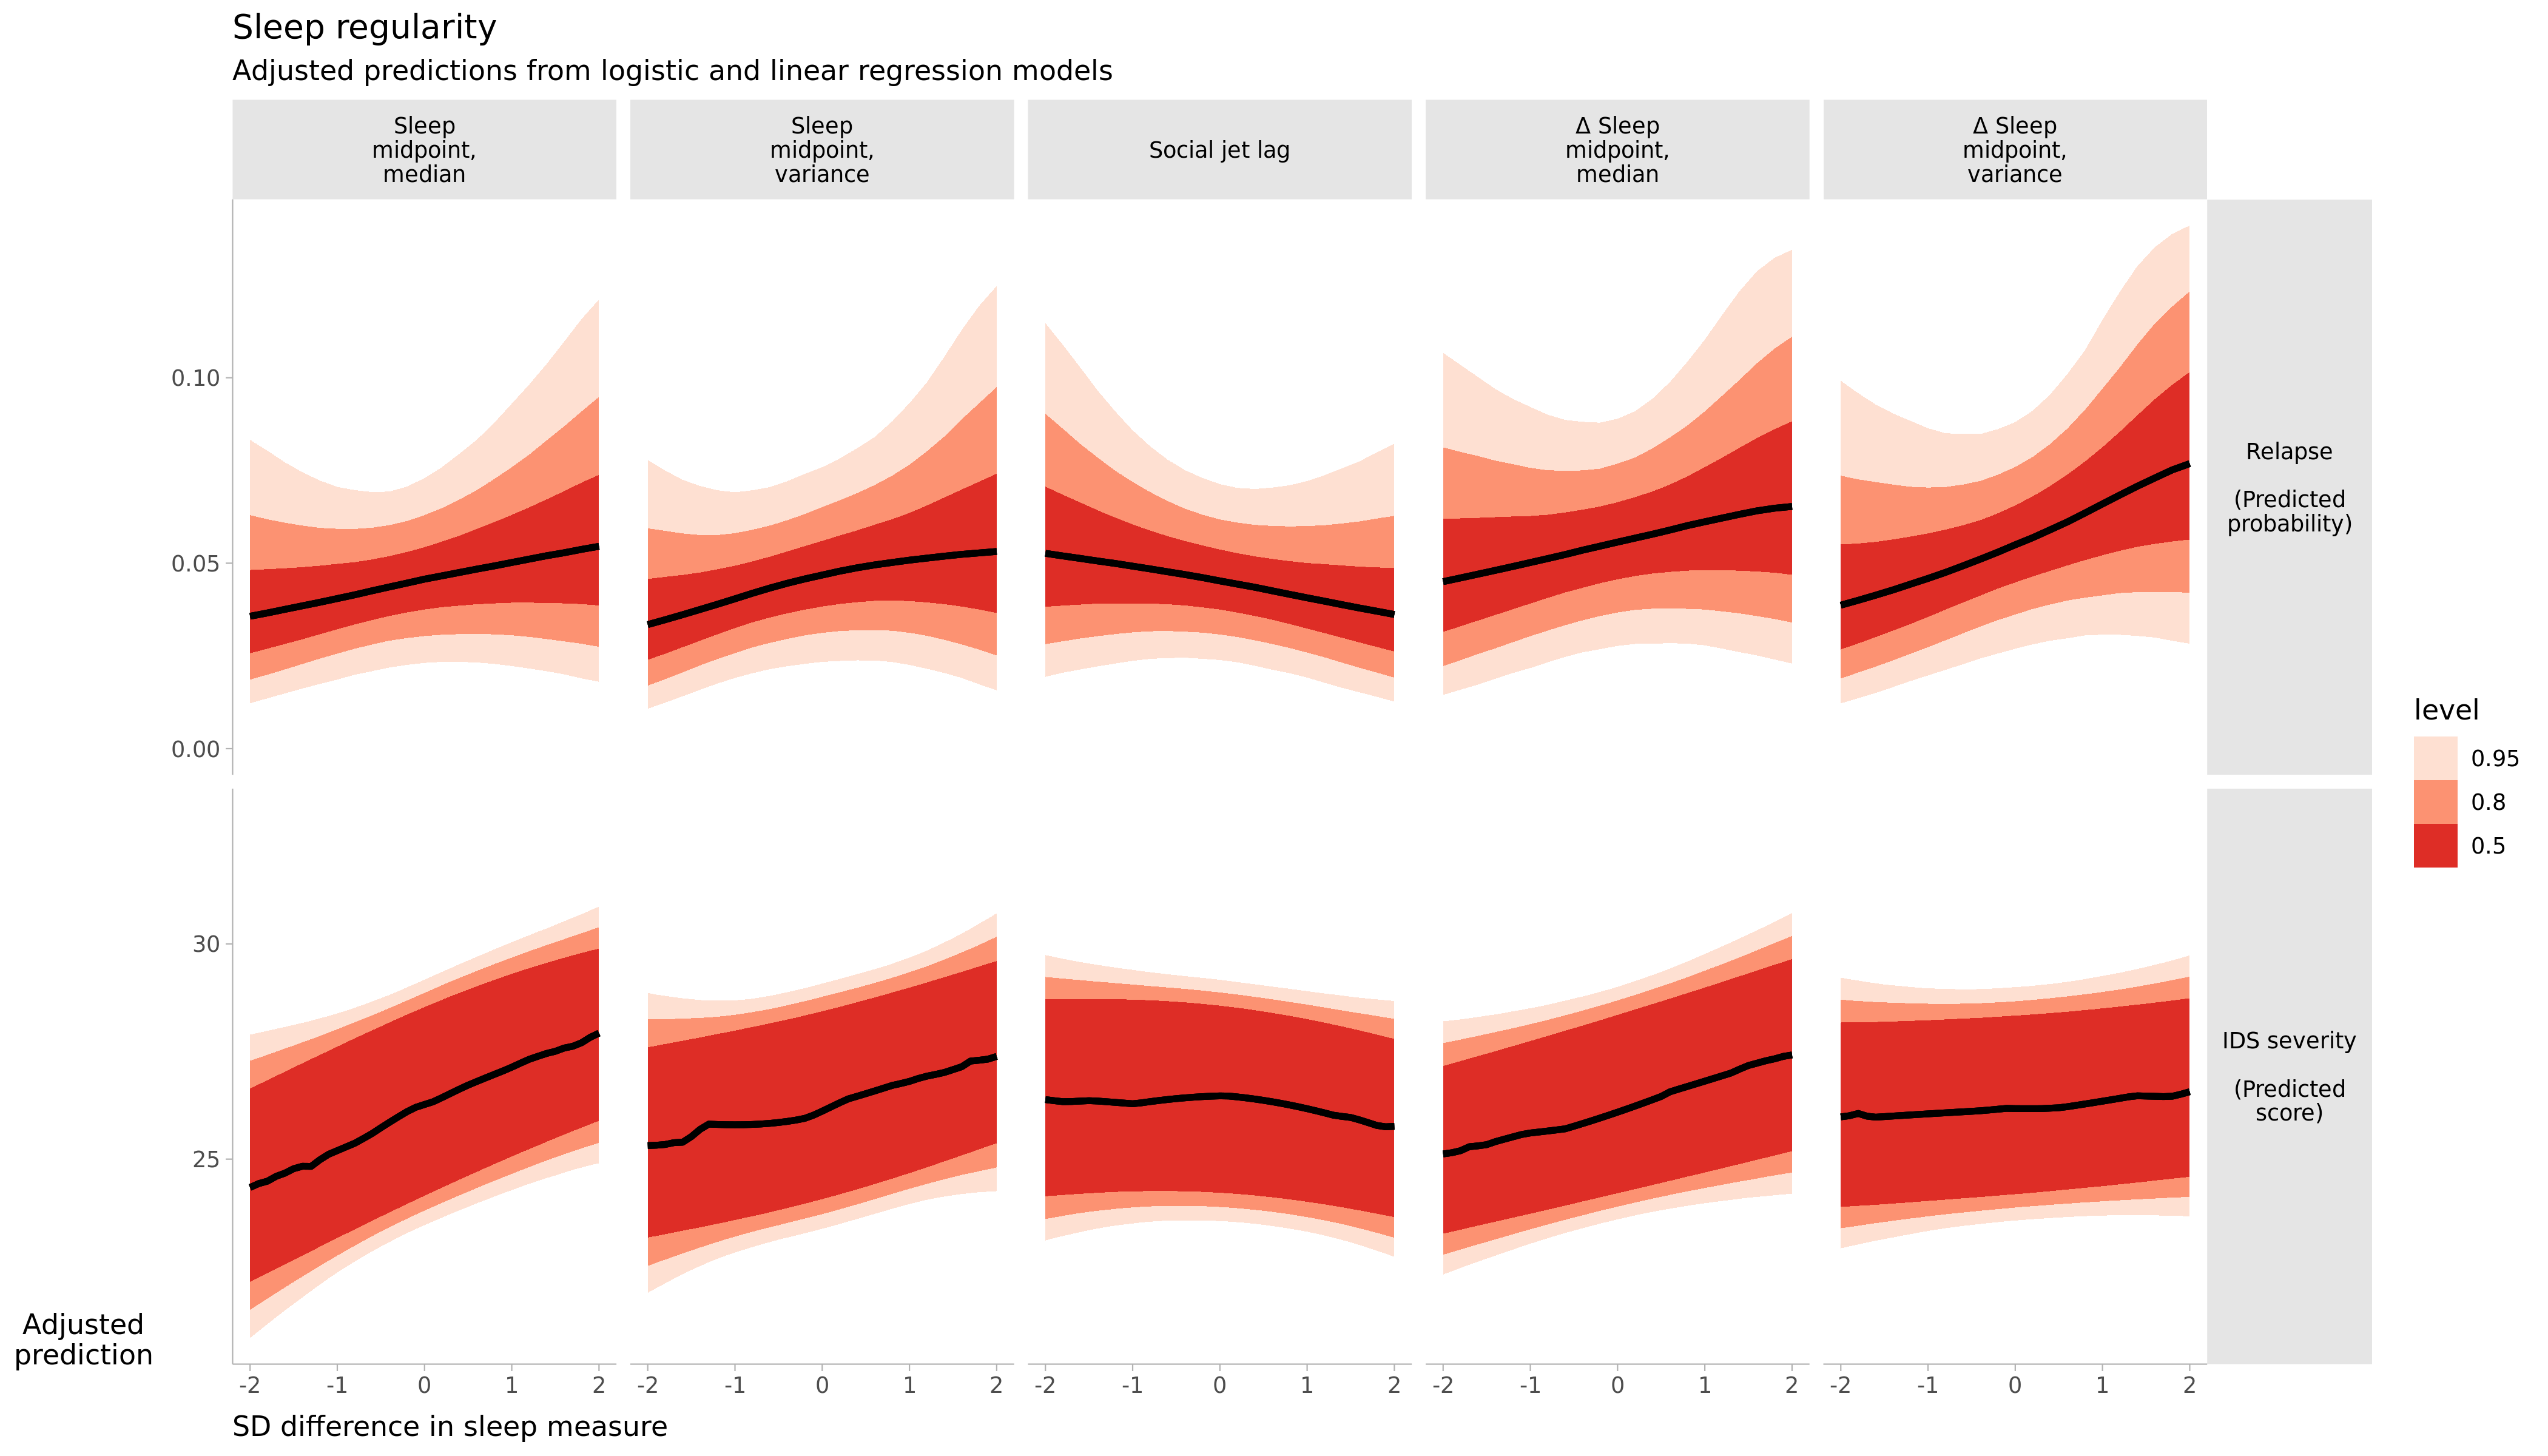 Sleep regularity
Adjusted predictions from logistic and linear regression models
Sleep
midpoint,
median
Sleep
midpoint,
variance
Social jet lag
Δ Sleep
midpoint,
median
Δ Sleep
midpoint,
variance
0.10
0.05
0.00
Relapse
(Predicted
probability)
30
25
IDS severity
(Predicted
score)
Adjusted
prediction
-2 -1 0 1 2
-2 -1 0 1 2
-2 -1 0 1 2
-2 -1 0 1 2
-2 -1 0 1 2
SD difference in sleep measure
level
0.95
0.8
0.5